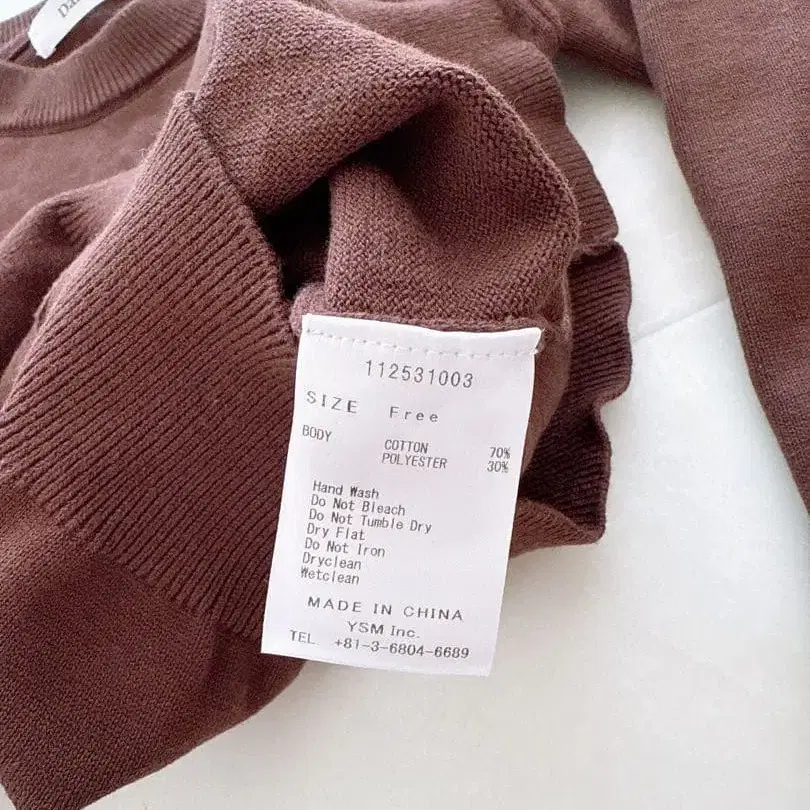 112531003
SIZE Free
BODY COTTON 70%
POLYESTER 30%
Hand Wash
Do Not Bleach
Do Not Tumble Dry
Dry Flat
Do Not Iron
Dryclean
Wetclean
MADE IN CHINA
YSM Inc.
TEL. +81-3-6804-6689